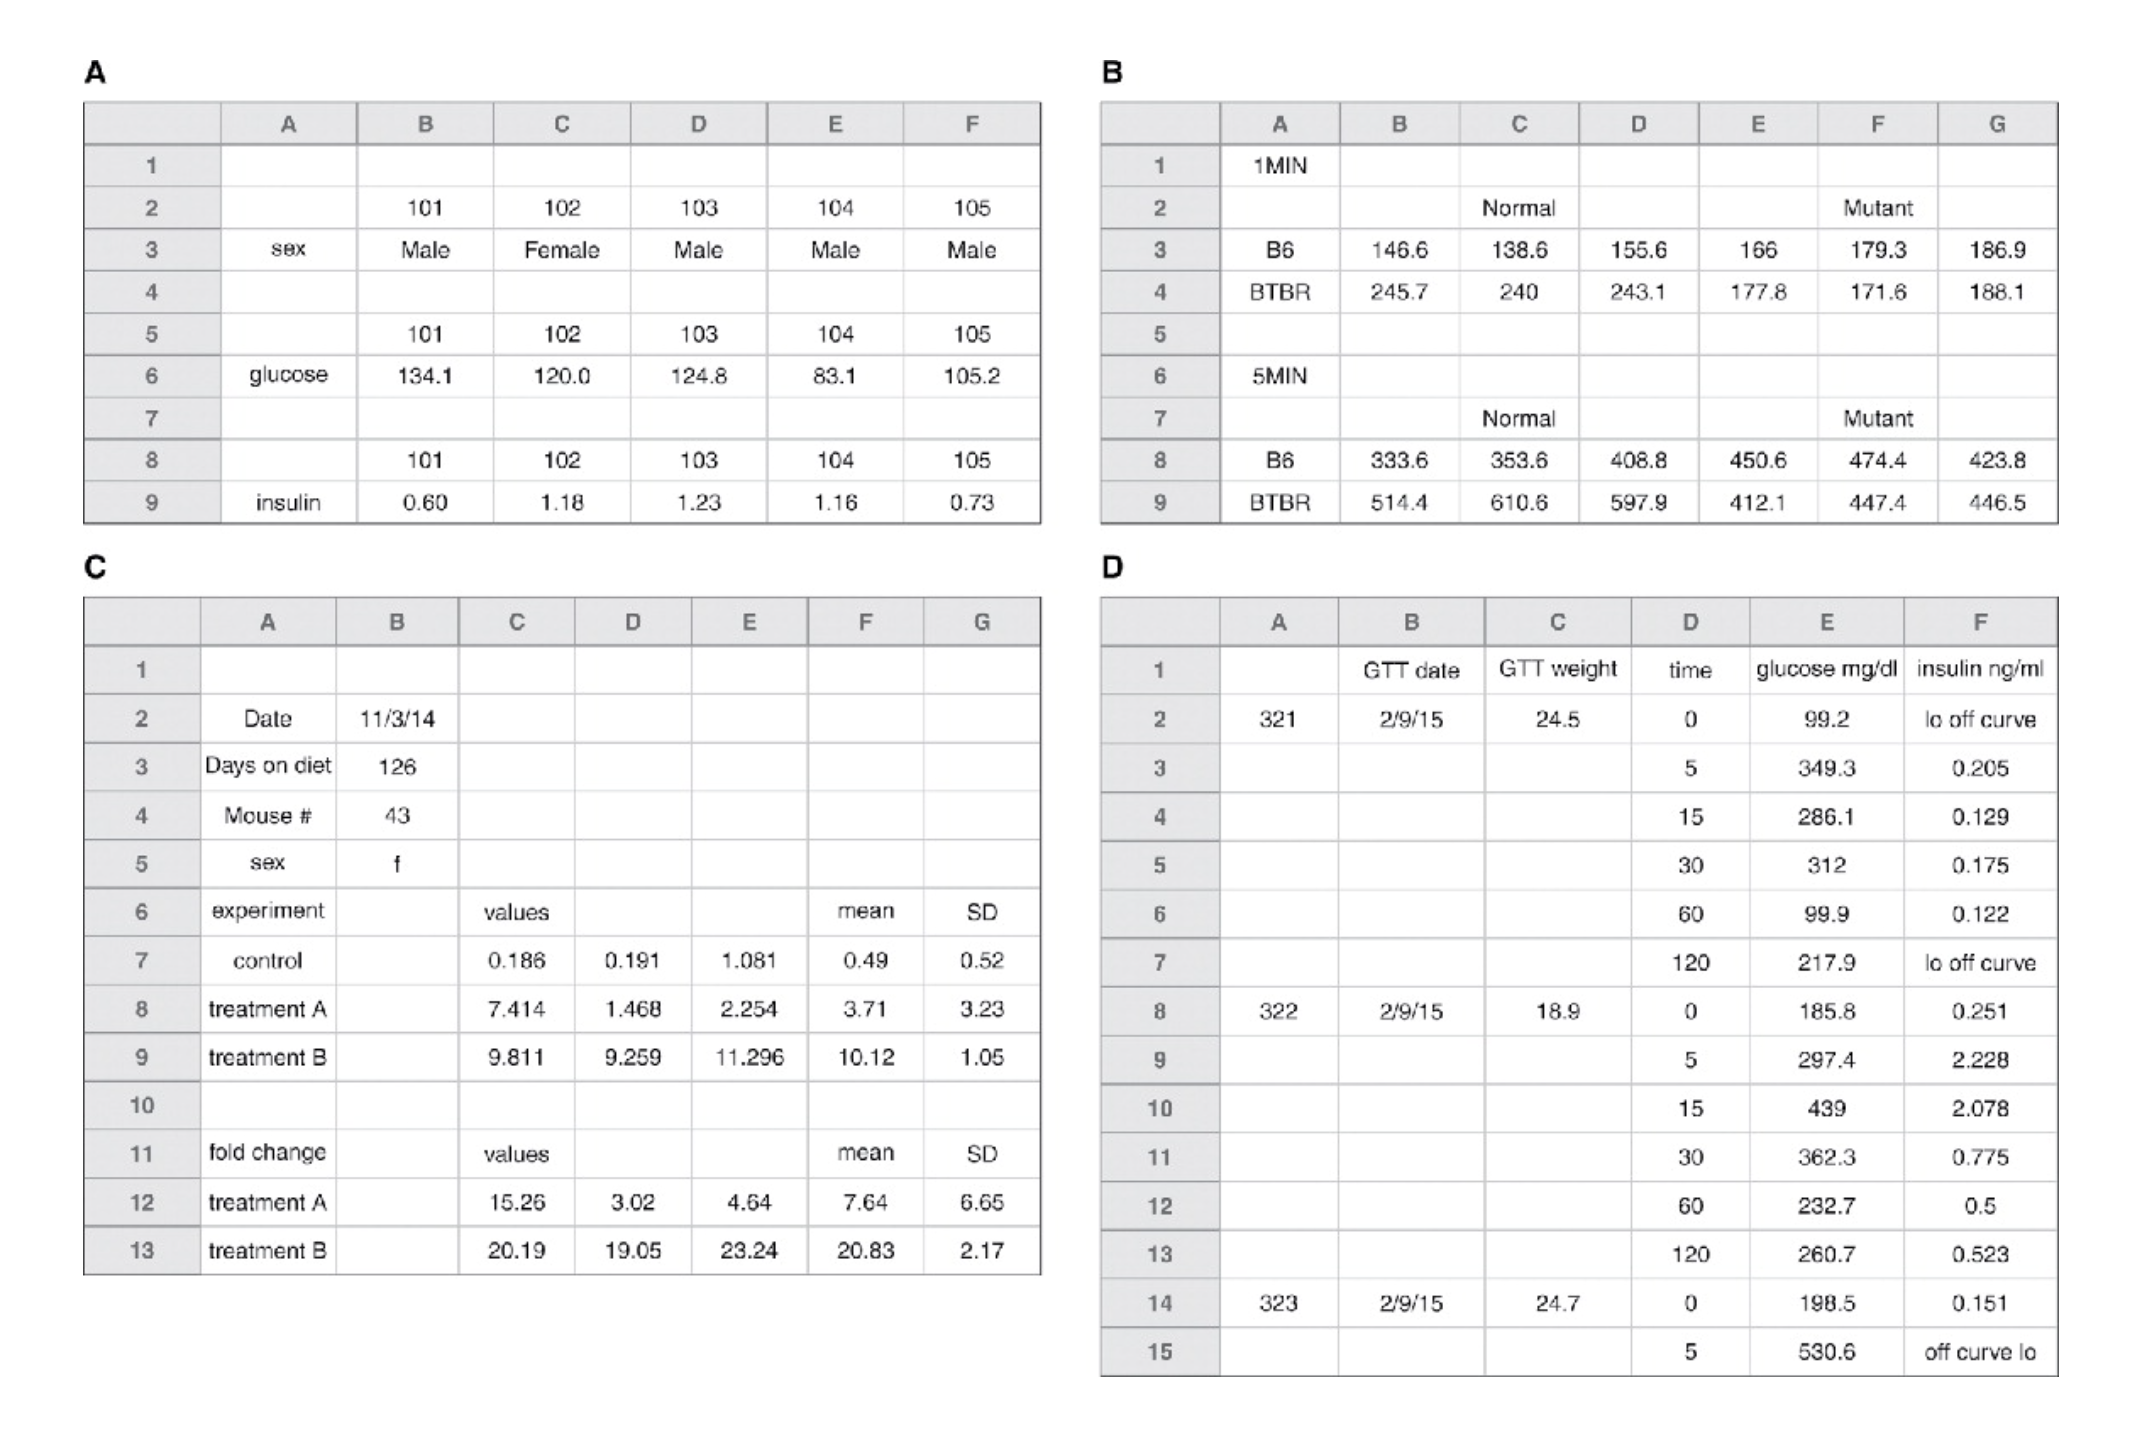 A
A B C D E F
1
2 101 102 103 104 105
3 sex Male Female Male Male Male
4
5 101 102 103 104 105
6 glucose 134.1 120.0 124.8 83.1 105.2
7
8 101 102 103 104 105
9 insulin 0.60 1.18 1.23 1.16 0.73
B
A B C D E F G
1 1MIN
2 Normal Mutant
3 B6 146.6 138.6 155.6 166 179.3 186.9
4 BTBR 245.7 240 243.1 177.8 171.6 188.1
5
6 5MIN
7 Normal Mutant
8 B6 333.6 353.6 408.8 450.6 474.4 423.8
9 BTBR 514.4 610.6 597.9 412.1 447.4 446.5
C
A B C D E F G
1
2 Date 11/3/14
3 Days on diet 126
4 Mouse # 43
5 sex f
6 experiment values mean SD
7 control 0.186 0.191 1.081 0.49 0.52
8 treatment A 7.414 1.468 2.254 3.71 3.23
9 treatment B 9.811 9.259 11.296 10.12 1.05
10
11 fold change values mean SD
12 treatment A 15.26 3.02 4.64 7.64 6.65
13 treatment B 20.19 19.05 23.24 20.83 2.17
D
A B C D E F
1 GTT date GTT weight time glucose mg/dl insulin ng/ml
2 321 2/9/15 24.5 0 99.2 lo off curve
3 5 349.3 0.205
4 15 286.1 0.129
5 30 312 0.175
6 60 99.9 0.122
7 120 217.9 lo off curve
8 322 2/9/15 18.9 0 185.8 0.251
9 5 297.4 2.228
10 15 439 2.078
11 30 362.3 0.775
12 60 232.7 0.5
13 120 260.7 0.523
14 323 2/9/15 24.7 0 198.5 0.151
15 5 530.6 off curve lo